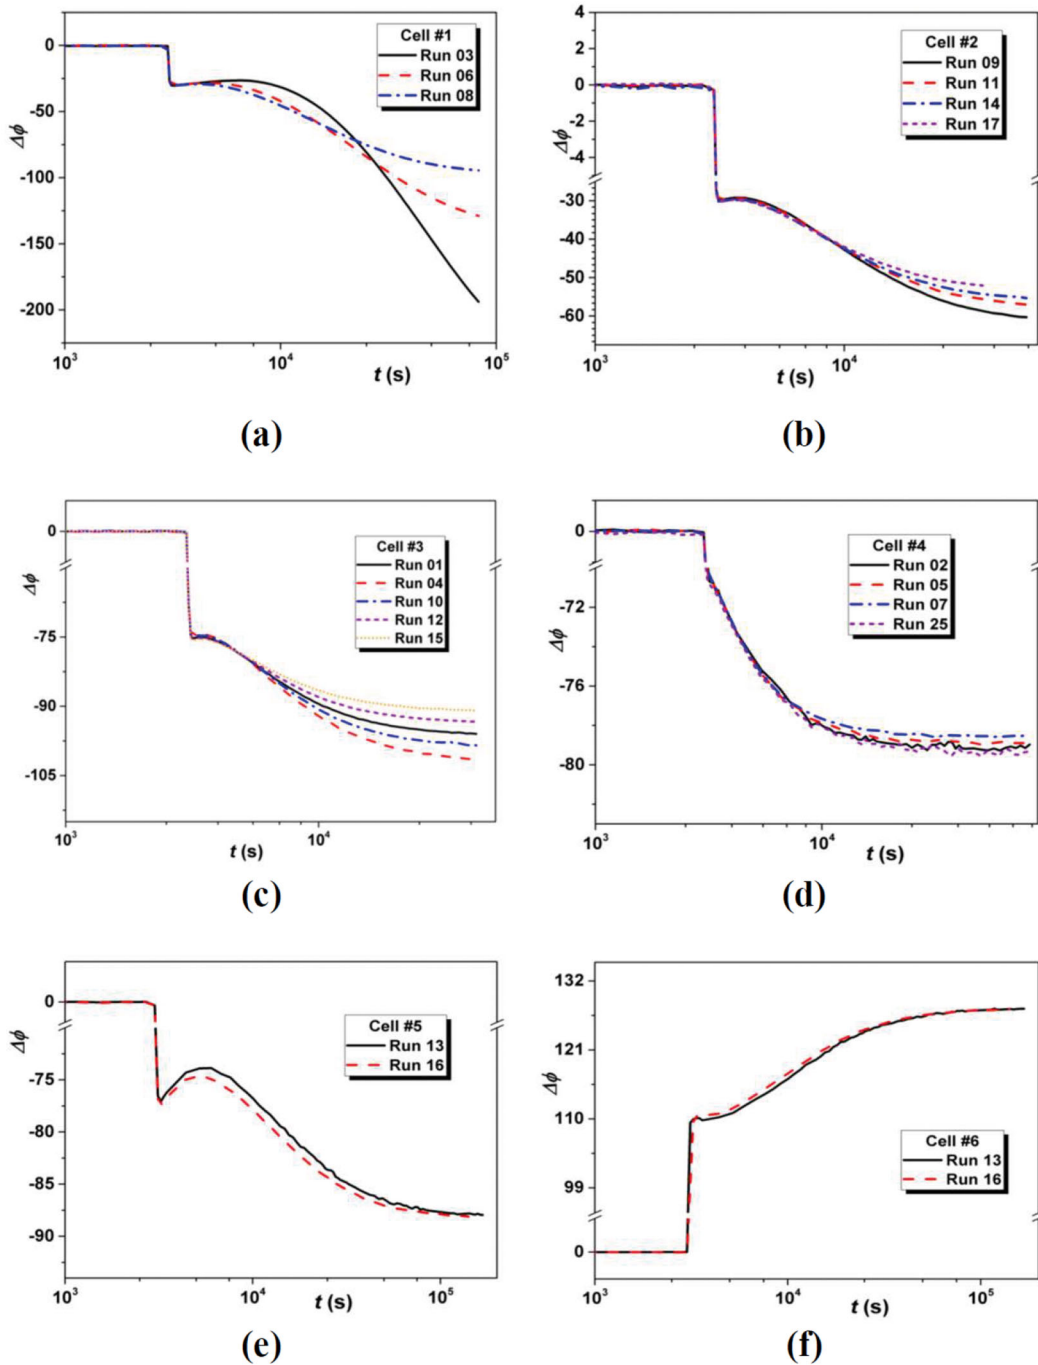 Cell #1
Run 03
Run 06
Run 08
0
-50
-100
-150
-200
Δϕ
10³ 10⁴ 10⁵
t (s)
(a)
Cell #2
Run 09
Run 11
Run 14
Run 17
4
2
0
-2
4
-30
-40
-50
-60
Δϕ
10³ 10⁴
t (s)
(b)
Cell #3
Run 01
Run 04
Run 10
Run 12
Run 15
0
-75
-90
-105
Δϕ
10³ 10⁴
t (s)
(c)
Cell #4
Run 02
Run 05
Run 07
Run 25
0
-72
-76
-80
Δϕ
10³ 10⁴
t (s)
(d)
Cell #5
Run 13
Run 16
0
-75
-80
-85
-90
Δϕ
10³ 10⁴ 10⁵
t (s)
(e)
Cell #6
Run 13
Run 16
132
121
110
99
0
Δϕ
10³ 10⁴ 10⁵
t (s)
(f)